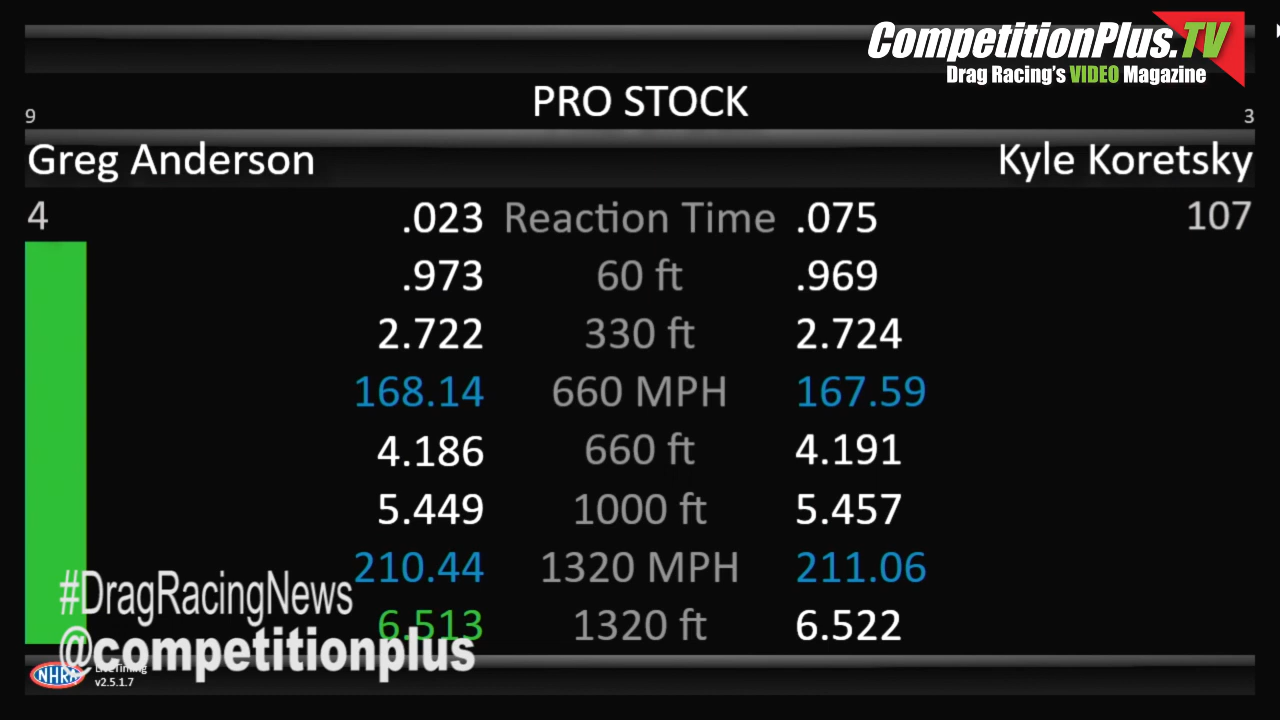 CompetitionPlus.TV
Drag Racing's VIDEO Magazine
PRO STOCK
9 3
Greg Anderson Kyle Koretsky
4 .023 Reaction Time .075 107
.973 60 ft .969
2.722 330 ft 2.724
168.14 660 MPH 167.59
4.186 660 ft 4.191
5.449 1000 ft 5.457
210.44 1320 MPH 211.06
#DragRacingNews
6.513 1320 ft 6.522
@competitionplus
NHRA LiveTiming
v2.5.1.7